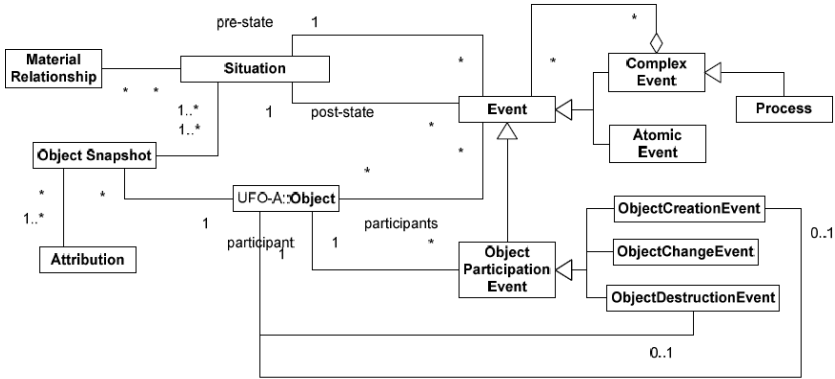 pre-state
1
*
Material
Relationship
Situation
*
*
*
*
Complex
Event
Process
1..*
1..*
1
post-state
Event
*
*
Atomic
Event
Object Snapshot
*
*
1..*
*
UFO-A::Object
1
participants
participant
1
1
*
ObjectCreationEvent
0..1
Attribution
Object
Participation
Event
ObjectChangeEvent
ObjectDestructionEvent
0..1